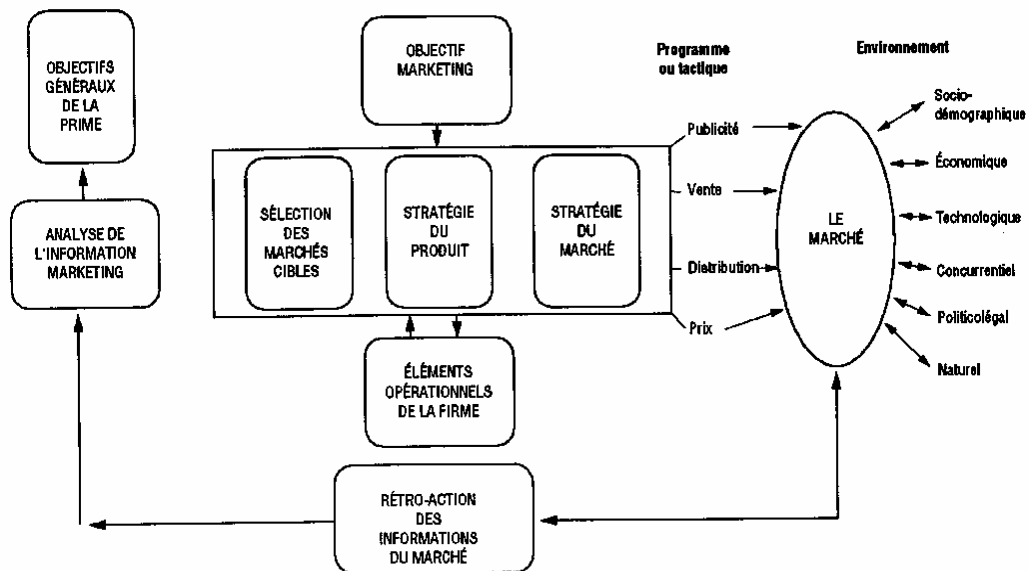 OBJECTIFS
GÉNÉRAUX
DE LA
PRIME
ANALYSE DE
L'INFORMATION
MARKETING
OBJECTIF
MARKETING
SÉLECTION
DES
MARCHÉS
CIBLES
STRATÉGIE
DU
PRODUIT
STRATÉGIE
DU
MARCHÉ
ÉLÉMENTS
OPÉRATIONNELS
DE LA FIRME
RÉTRO-ACTION
DES
INFORMATIONS
DU MARCHÉ
Programme
ou tactique
Publicité
Vente
Distribution
Prix
LE
MARCHÉ
Environnement
Socio-
démographique
Économique
Technologique
Concurrentiel
Politicolégal
Naturel